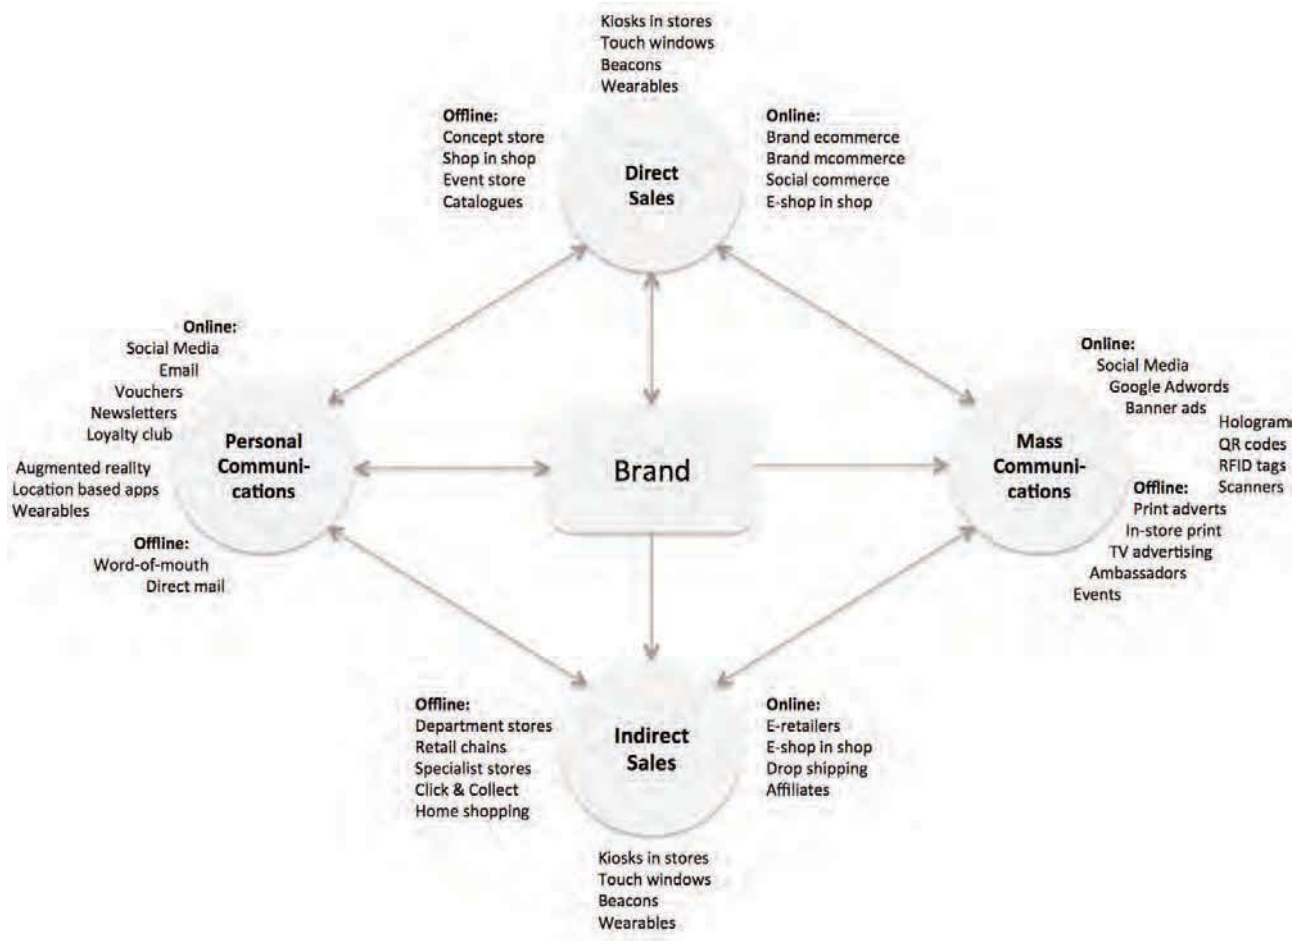 Kiosks in stores
Touch windows
Beacons
Wearables
Offline:
Concept store
Shop in shop
Event store
Catalogues
Direct
Sales
Online:
Brand ecommerce
Brand mcommerce
Social commerce
E-shop in shop
Online:
Social Media
Email
Vouchers
Newsletters
Loyalty club
Augmented reality
Location based apps
Wearables
Offline:
Word-of-mouth
Direct mail
Personal
Communi-
cations
Brand
Mass
Communi-
cations
Online:
Social Media
Google Adwords
Banner ads
Holograme
QR codes
RFID tags
Scanners
Offline:
Print adverts
In-store print
TV advertising
Ambassadors
Events
Offline:
Department stores
Retail chains
Specialist stores
Click & Collect
Home shopping
Indirect
Sales
Online:
E-retailers
E-shop in shop
Drop shipping
Affiliates
Kiosks in stores
Touch windows
Beacons
Wearables